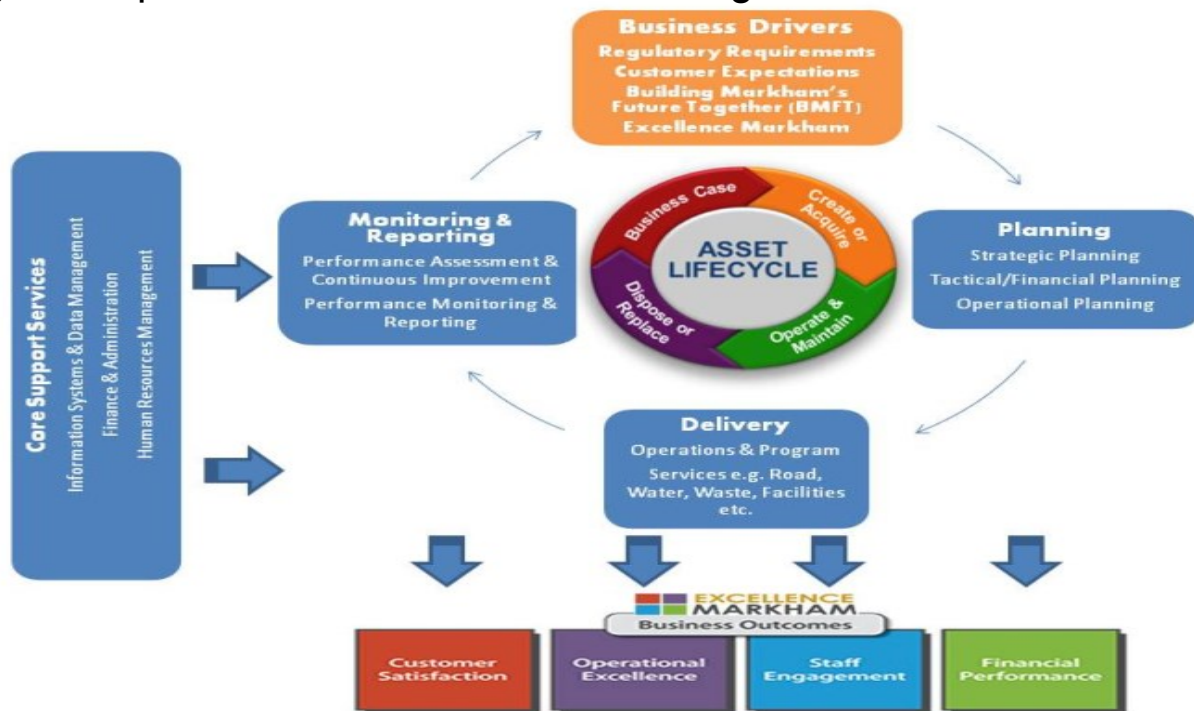 Business Drivers
Regulatory Requirements
Customer Expectations
Building Markham's
Future Together (BMFT)
Excellence Markham
Core Support Services
Information Systems & Data Management
Finance & Administration
Human Resources Management
Monitoring &
Reporting
Performance Assessment &
Continuous Improvement
Performance Monitoring &
Reporting
Business Case
Create or
Acquire
Operate &
Maintain
Dispose or
Replace
ASSET
LIFECYCLE
Planning
Strategic Planning
Tactical/Financial Planning
Operational Planning
Delivery
Operations & Program
Services e.g. Road,
Water, Waste, Facilities
etc.
EXCELLENCE
MARKHAM
Business Outcomes
Customer
Satisfaction
Operational
Excellence
Staff
Engagement
Financial
Performance